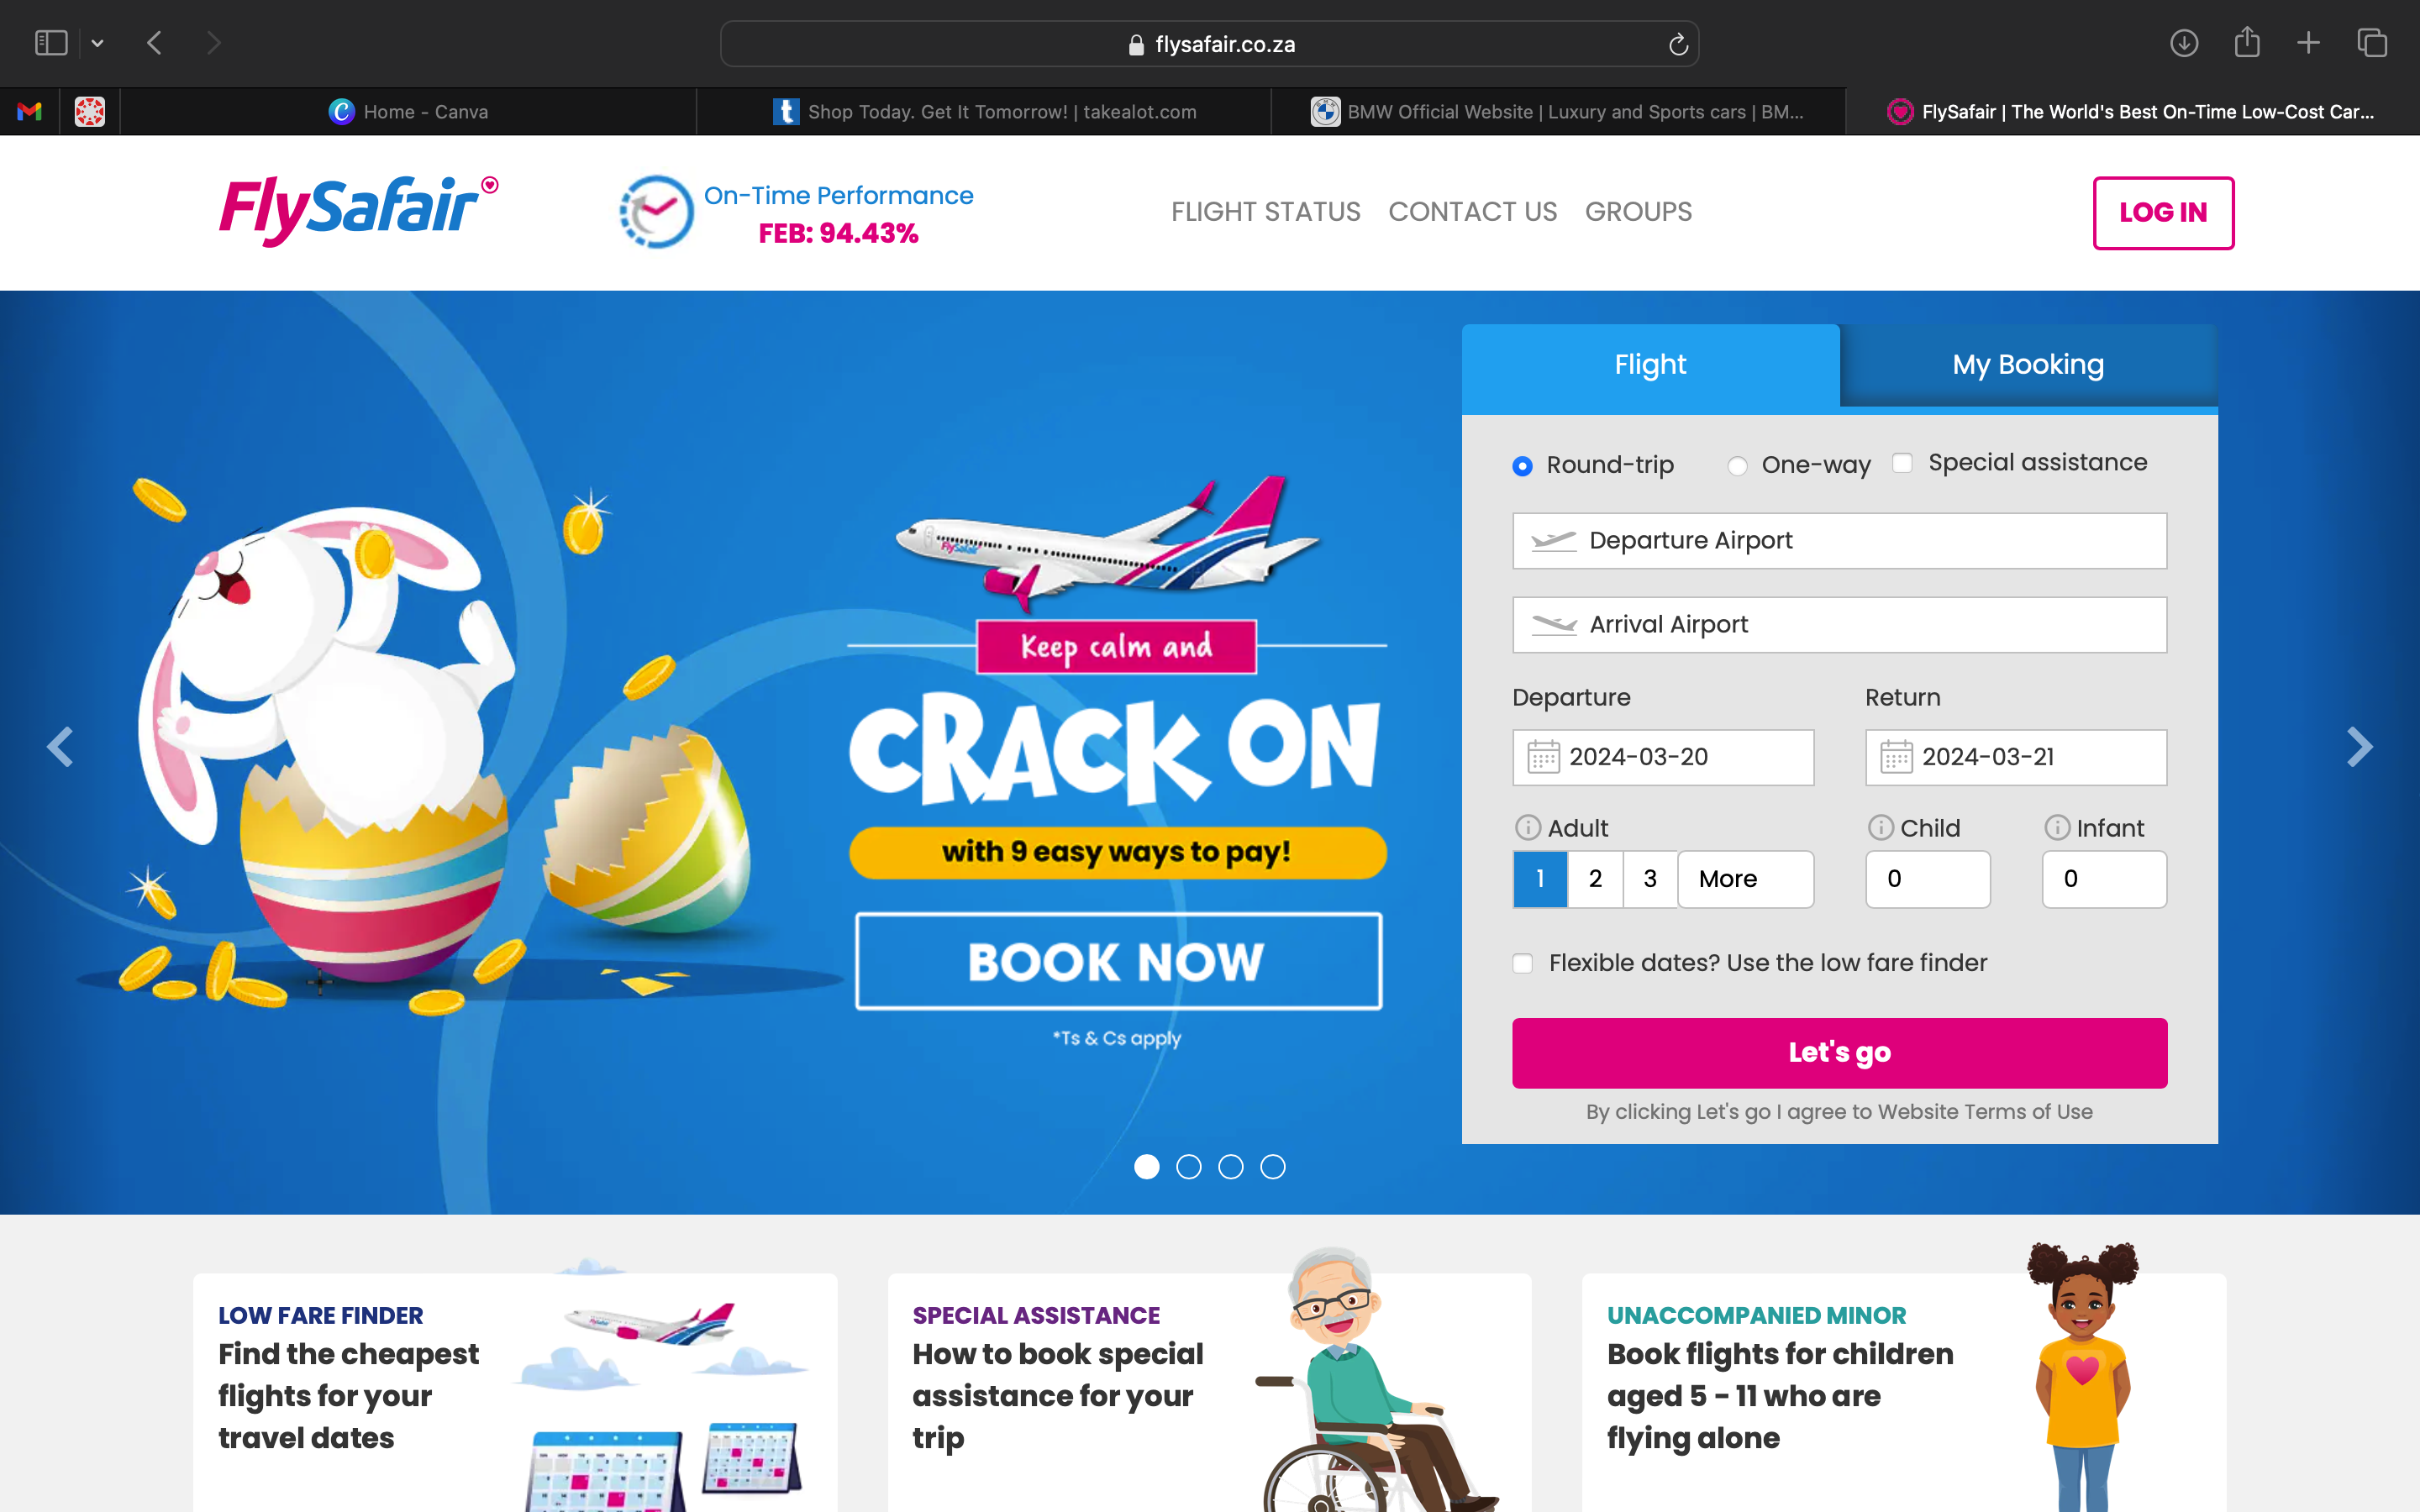 flysafair.co.za
Home - Canva
Shop Today. Get It Tomorrow! | takealot.com
BMW Official Website | Luxury and Sports cars | BM...
FlySafair | The World's Best On-Time Low-Cost Car...
FlySafair
On-Time Performance
FEB: 94.43%
FLIGHT STATUS
CONTACT US
GROUPS
LOG IN
FlySafair
Keep calm and
CRACK ON
with 9 easy ways to pay!
BOOK NOW
*Ts & Cs apply
Flight
My Booking
Round-trip
One-way
Special assistance
Departure Airport
Arrival Airport
Departure
Return
2024-03-20
2024-03-21
Adult
Child
Infant
1 2 3 More
0
0
Flexible dates? Use the low fare finder
Let's go
By clicking Let's go I agree to Website Terms of Use
LOW FARE FINDER
Find the cheapest
flights for your
travel dates
SPECIAL ASSISTANCE
How to book special
assistance for your
trip
UNACCOMPANIED MINOR
Book flights for children
aged 5 - 11 who are
flying alone